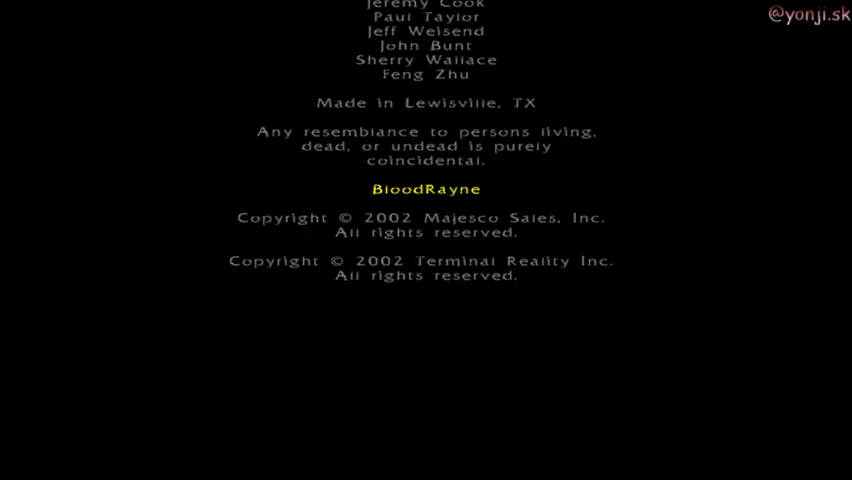 @yonji.sk
Jeremy Cook
Paul Taylor
Jeff Weisend
John Bunt
Sherry Wallace
Feng Zhu
Made in Lewisville, TX
Any resemblance to persons living,
dead, or undead is purely
coincidental.
BloodRayne
Copyright © 2002 Majesco Sales, Inc.
All rights reserved.
Copyright © 2002 Terminal Reality Inc.
All rights reserved.